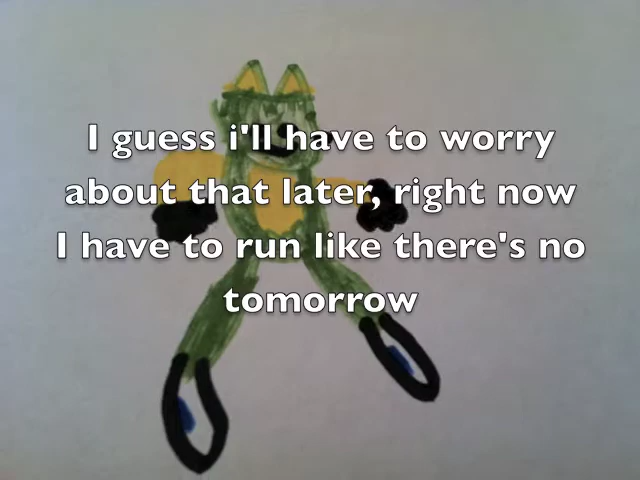 I guess i'll have to worry
about that later, right now
I have to run like there's no
tomorrow